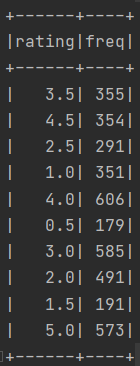 +------+----+
|rating|freq|
+------+----+
|   3.5| 355|
|   4.5| 354|
|   2.5| 291|
|   1.0| 351|
|   4.0| 606|
|   0.5| 179|
|   3.0| 585|
|   2.0| 491|
|   1.5| 191|
|   5.0| 573|
+------+----+